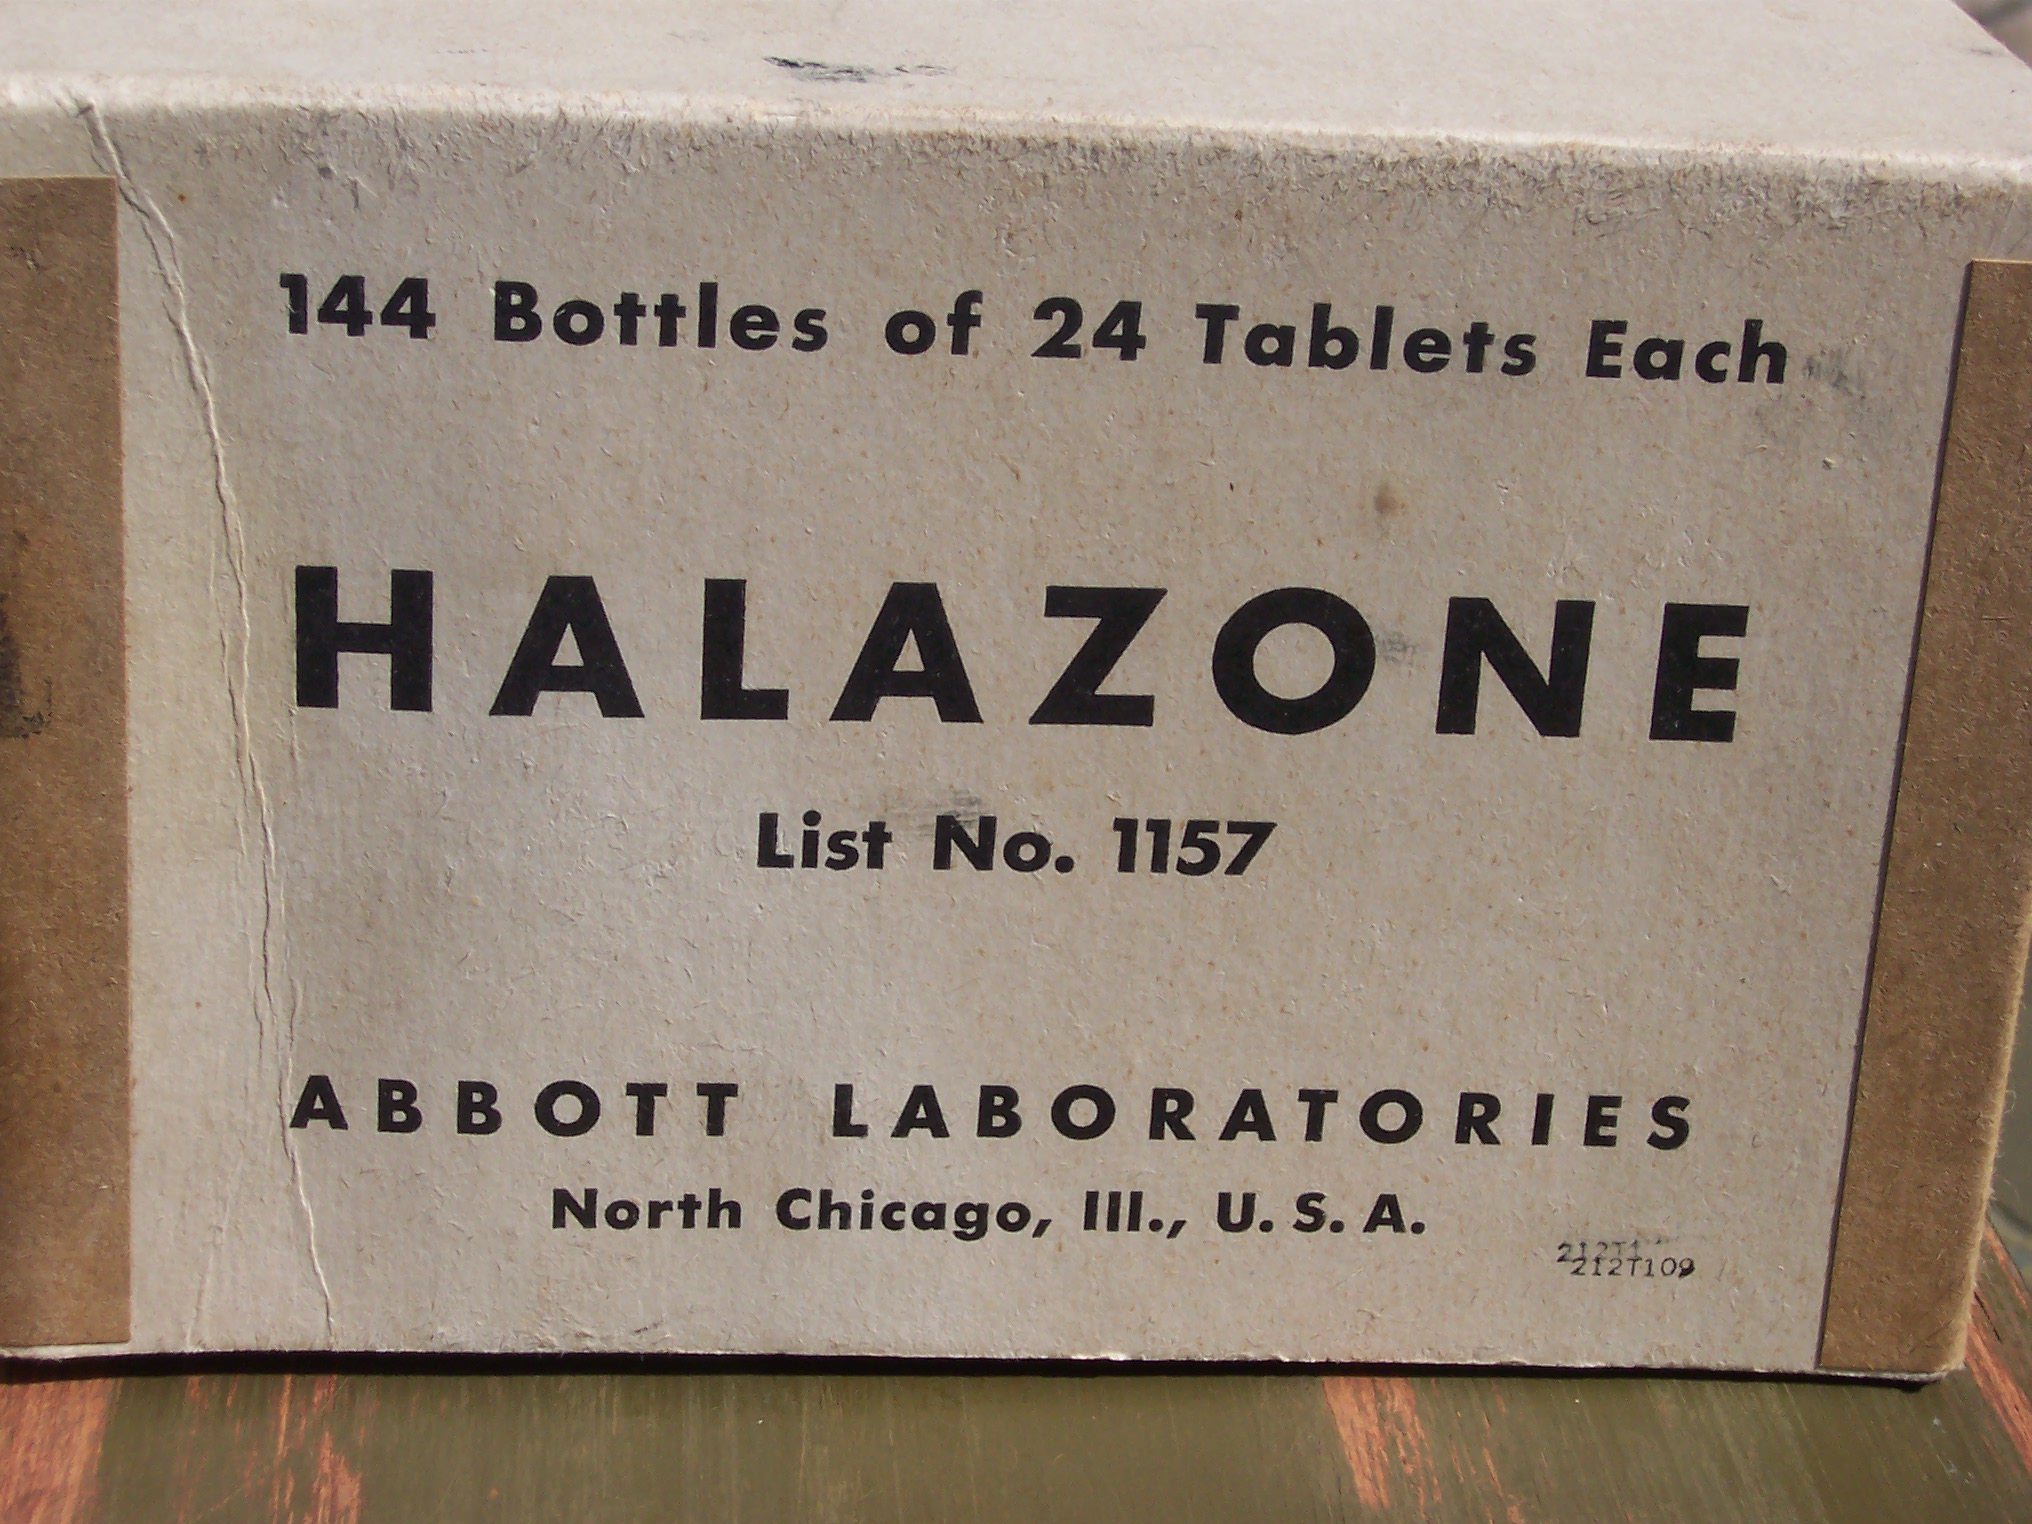 144 Bottles of 24 Tablets Each
HALAZONE
List No. 1157
ABBOTT LABORATORIES
North Chicago, Ill., U. S. A.
212T109